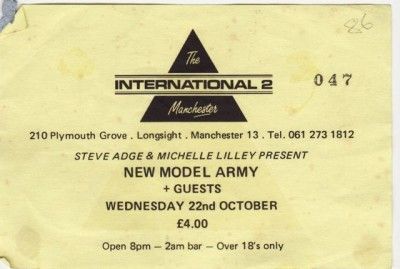 86
The
INTERNATIONAL 2
Manchester
047
210 Plymouth Grove . Longsight . Manchester 13 . Tel. 061 273 1812
STEVE ADGE & MICHELLE LILLEY PRESENT
NEW MODEL ARMY
+ GUESTS
WEDNESDAY 22nd OCTOBER
£4.00
Open 8pm – 2am bar – Over 18's only